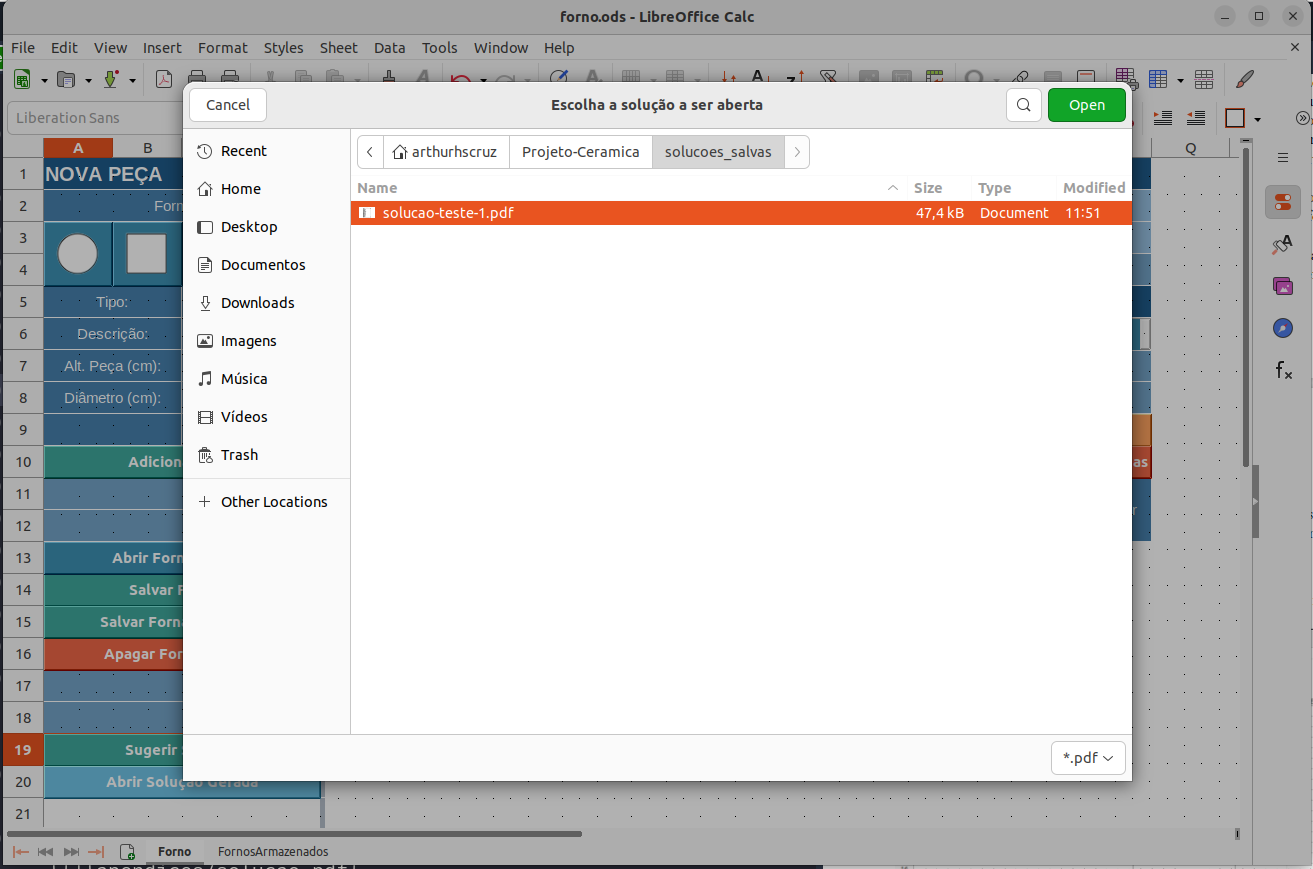 forno.ods - LibreOffice Calc
File Edit View Insert Format Styles Sheet Data Tools Window Help
Liberation Sans
Cancel
Escolha a solução a ser aberta
Open
Recent
Home
Desktop
Documentos
Downloads
Imagens
Música
Vídeos
Trash
Other Locations
arthurhscruz Projeto-Ceramica solucoes_salvas
Name Size Type Modified
solucao-teste-1.pdf 47,4 kB Document 11:51
*.pdf
A B Q
1 NOVA PEÇA
2 Forn
3
4
5 Tipo:
6 Descrição:
7 Alt. Peça (cm):
8 Diâmetro (cm):
9
10 Adicion as
11
12 r
13 Abrir Forn
14 Salvar F
15 Salvar Forna
16 Apagar For
17
18
19 Sugerir
20 Abrir Solução Gerada
21
Forno FornosArmazenados